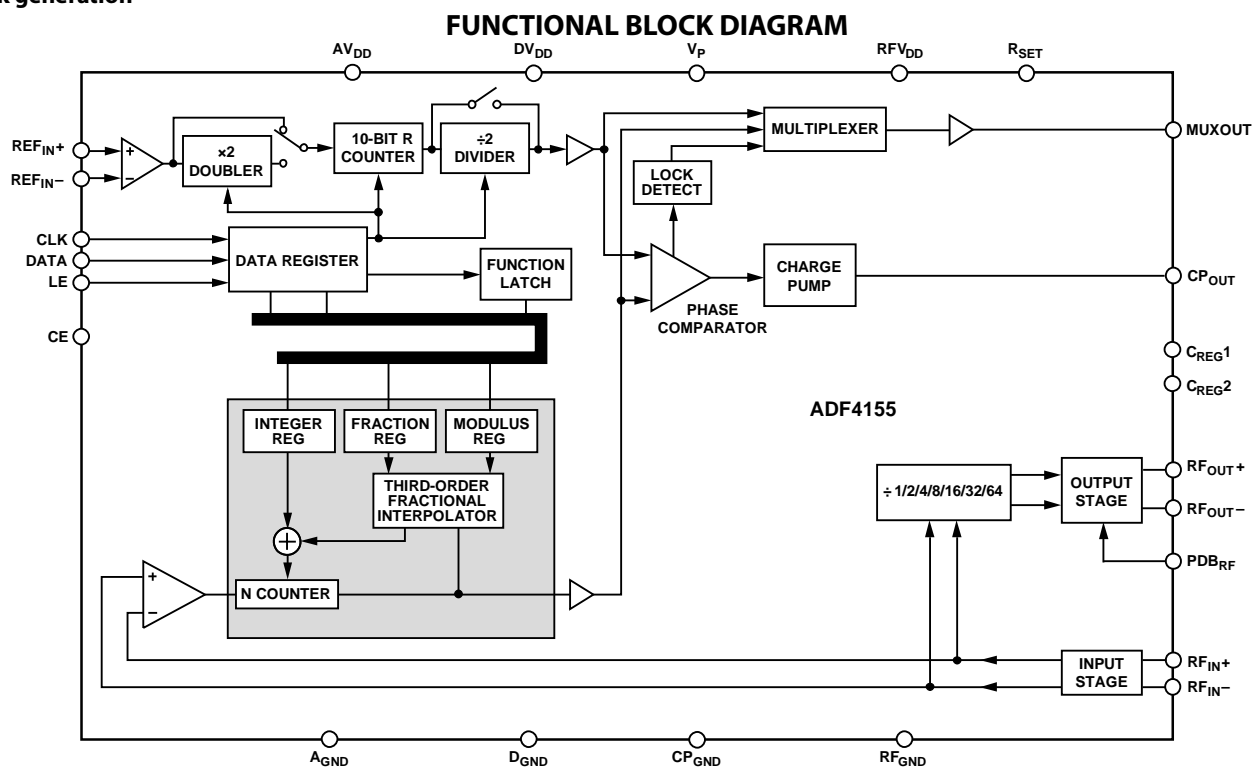 k generation
FUNCTIONAL BLOCK DIAGRAM
AVDD
DVDD
VP
RFVDD
RSET
REFIN+
REFIN−
+
−
×2
DOUBLER
10-BIT R
COUNTER
÷2
DIVIDER
MULTIPLEXER
MUXOUT
LOCK
DETECT
CLK
DATA
LE
DATA REGISTER
FUNCTION
LATCH
CHARGE
PUMP
CPOUT
PHASE
COMPARATOR
CE
CREG1
CREG2
ADF4155
INTEGER
REG
FRACTION
REG
MODULUS
REG
THIRD-ORDER
FRACTIONAL
INTERPOLATOR
÷ 1/2/4/8/16/32/64
OUTPUT
STAGE
RFOUT+
RFOUT−
PDBRF
+
−
N COUNTER
INPUT
STAGE
RFIN+
RFIN−
AGND
DGND
CPGND
RFGND